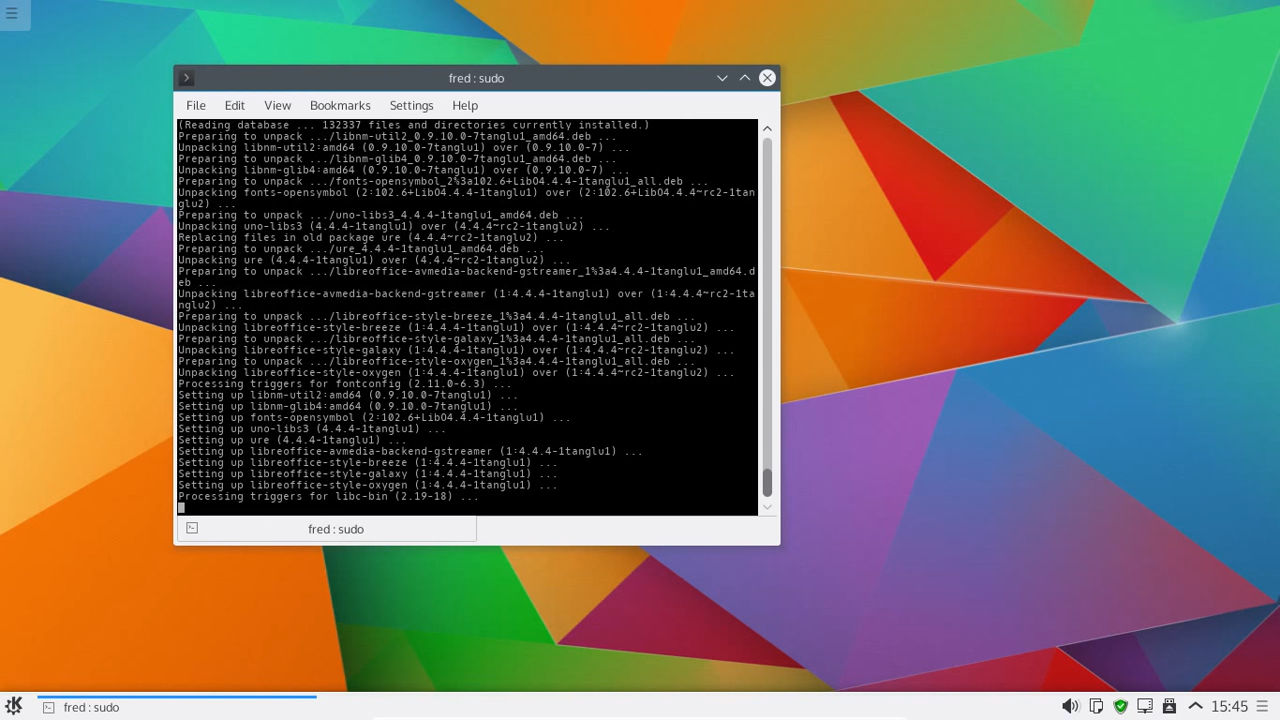 fred : sudo
File Edit View Bookmarks Settings Help
(Reading database ... 132337 files and directories currently installed.)
Preparing to unpack .../libnm-util2_0.9.10.0-7tanglu1_amd64.deb ...
Unpacking libnm-util2:amd64 (0.9.10.0-7tanglu1) over (0.9.10.0-7) ...
Preparing to unpack .../libnm-glib4_0.9.10.0-7tanglu1_amd64.deb ...
Unpacking libnm-glib4:amd64 (0.9.10.0-7tanglu1) over (0.9.10.0-7) ...
Preparing to unpack .../fonts-opensymbol_2%3a102.6+LibO4.4.4-1tanglu1_all.deb ...
Unpacking fonts-opensymbol (2:102.6+LibO4.4.4-1tanglu1) over (2:102.6+LibO4.4.4~rc2-1tan
glu2) ...
Preparing to unpack .../uno-libs3_4.4.4-1tanglu1_amd64.deb ...
Unpacking uno-libs3 (4.4.4-1tanglu1) over (4.4.4~rc2-1tanglu2) ...
Replacing files in old package ure (4.4.4~rc2-1tanglu2) ...
Preparing to unpack .../ure_4.4.4-1tanglu1_amd64.deb ...
Unpacking ure (4.4.4-1tanglu1) over (4.4.4~rc2-1tanglu2) ...
Preparing to unpack .../libreoffice-avmedia-backend-gstreamer_1%3a4.4.4-1tanglu1_amd64.d
eb ...
Unpacking libreoffice-avmedia-backend-gstreamer (1:4.4.4-1tanglu1) over (1:4.4.4~rc2-1ta
nglu2) ...
Preparing to unpack .../libreoffice-style-breeze_1%3a4.4.4-1tanglu1_all.deb ...
Unpacking libreoffice-style-breeze (1:4.4.4-1tanglu1) over (1:4.4.4~rc2-1tanglu2) ...
Preparing to unpack .../libreoffice-style-galaxy_1%3a4.4.4-1tanglu1_all.deb ...
Unpacking libreoffice-style-galaxy (1:4.4.4-1tanglu1) over (1:4.4.4~rc2-1tanglu2) ...
Preparing to unpack .../libreoffice-style-oxygen_1%3a4.4.4-1tanglu1_all.deb ...
Unpacking libreoffice-style-oxygen (1:4.4.4-1tanglu1) over (1:4.4.4~rc2-1tanglu2) ...
Processing triggers for fontconfig (2.11.0-6.3) ...
Setting up libnm-util2:amd64 (0.9.10.0-7tanglu1) ...
Setting up libnm-glib4:amd64 (0.9.10.0-7tanglu1) ...
Setting up fonts-opensymbol (2:102.6+LibO4.4.4-1tanglu1) ...
Setting up uno-libs3 (4.4.4-1tanglu1) ...
Setting up ure (4.4.4-1tanglu1) ...
Setting up libreoffice-avmedia-backend-gstreamer (1:4.4.4-1tanglu1) ...
Setting up libreoffice-style-breeze (1:4.4.4-1tanglu1) ...
Setting up libreoffice-style-galaxy (1:4.4.4-1tanglu1) ...
Setting up libreoffice-style-oxygen (1:4.4.4-1tanglu1) ...
Processing triggers for libc-bin (2.19-18) ...
fred : sudo
fred : sudo 15:45